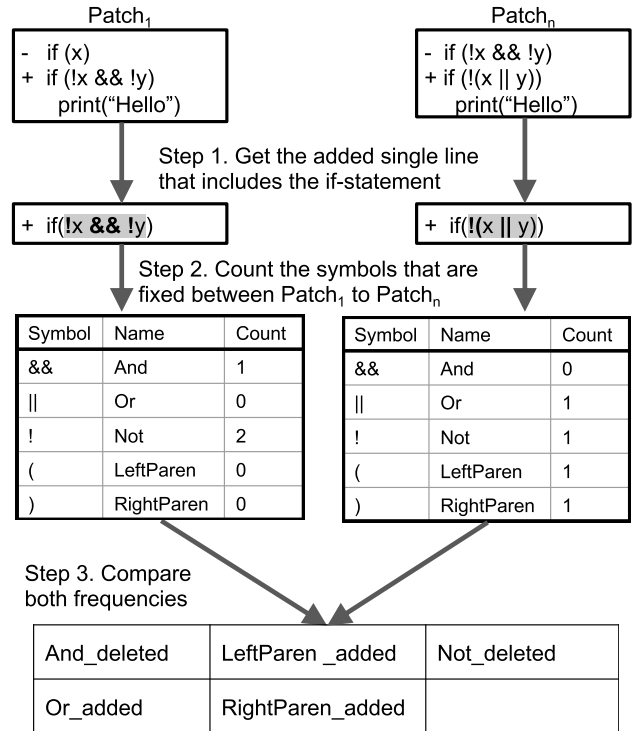 Patch1
Patchn
- if (x)
+ if (!x && !y)
print(“Hello”)
- if (!x && !y)
+ if (!(x || y))
print(“Hello”)
Step 1. Get the added single line
that includes the if-statement
+ if(!x && !y)
+ if(!(x || y))
Step 2. Count the symbols that are
fixed between Patch1 to Patchn
Symbol Name Count
&& And 1
|| Or 0
! Not 2
( LeftParen 0
) RightParen 0
Symbol Name Count
&& And 0
|| Or 1
! Not 1
( LeftParen 1
) RightParen 1
Step 3. Compare
both frequencies
And_deleted LeftParen _added Not_deleted
Or_added RightParen_added